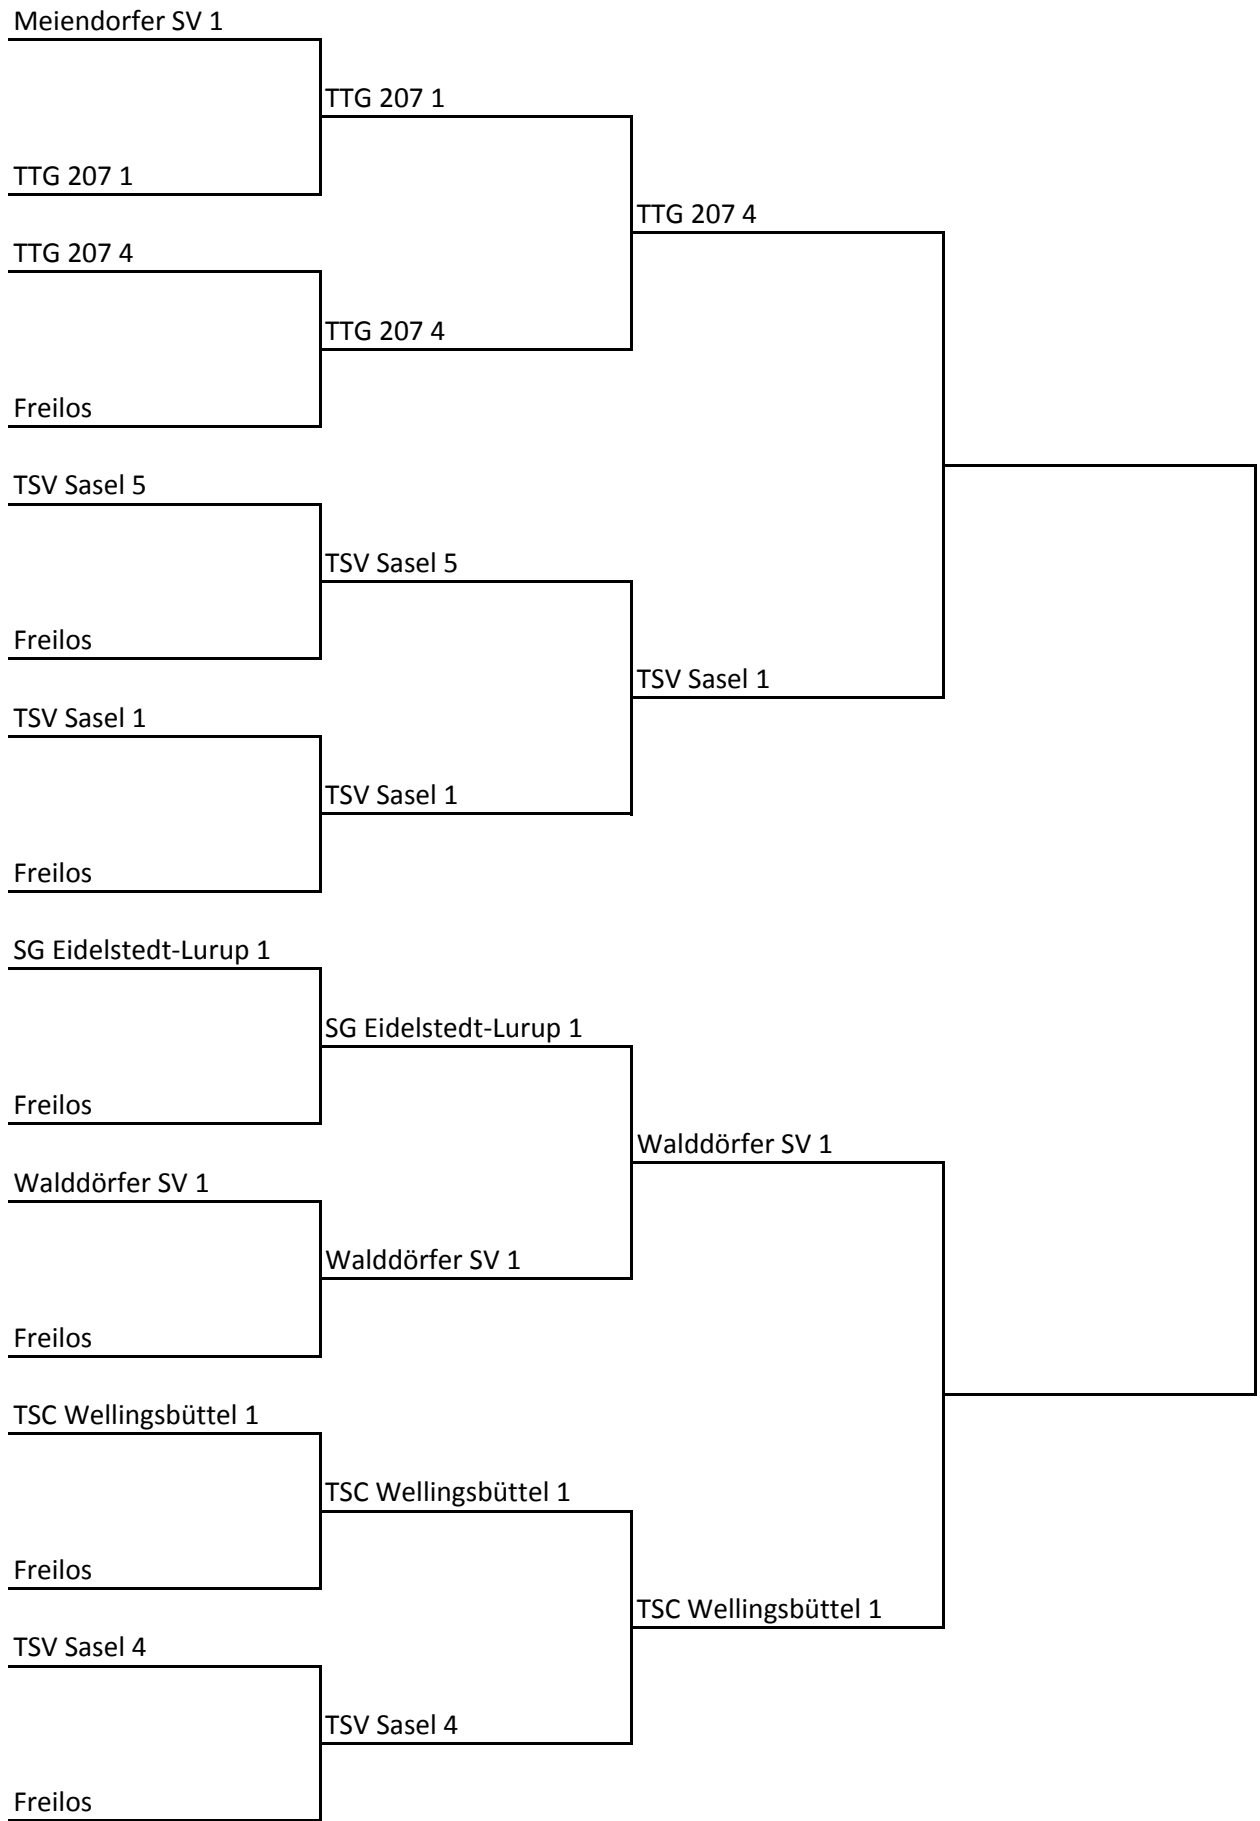 Meiendorfer SV 1
TTG 207 1
TTG 207 1
TTG 207 4
TTG 207 4
TTG 207 4
Freilos
TSV Sasel 5
TSV Sasel 5
Freilos
TSV Sasel 1
TSV Sasel 1
TSV Sasel 1
Freilos
SG Eidelstedt-Lurup 1
SG Eidelstedt-Lurup 1
Freilos
Walddörfer SV 1
Walddörfer SV 1
Walddörfer SV 1
Freilos
TSC Wellingsbüttel 1
TSC Wellingsbüttel 1
Freilos
TSC Wellingsbüttel 1
TSV Sasel 4
TSV Sasel 4
Freilos